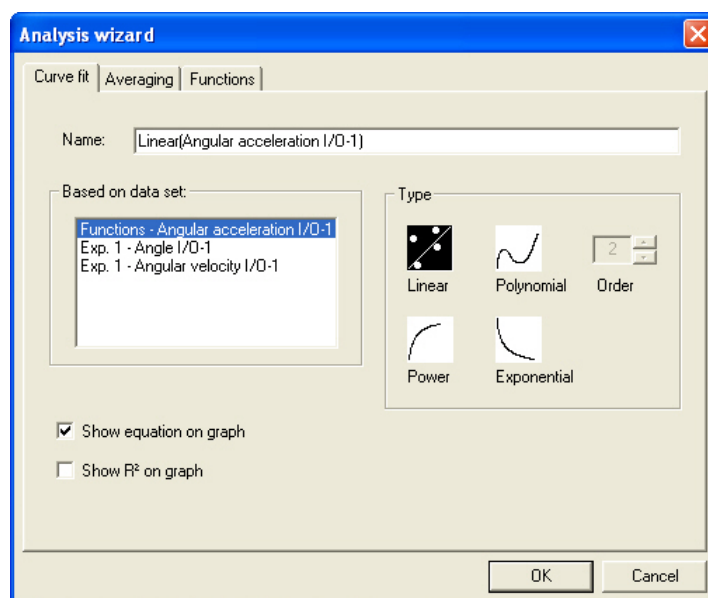 Analysis wizard
Curve fit Averaging Functions
Name: Linear(Angular acceleration I/O-1)
Based on data set:
Functions - Angular acceleration I/O-1
Exp. 1 - Angle I/O-1
Exp. 1 - Angular velocity I/O-1
Type
2
Linear Polynomial Order
Power Exponential
Show equation on graph
Show R² on graph
OK Cancel